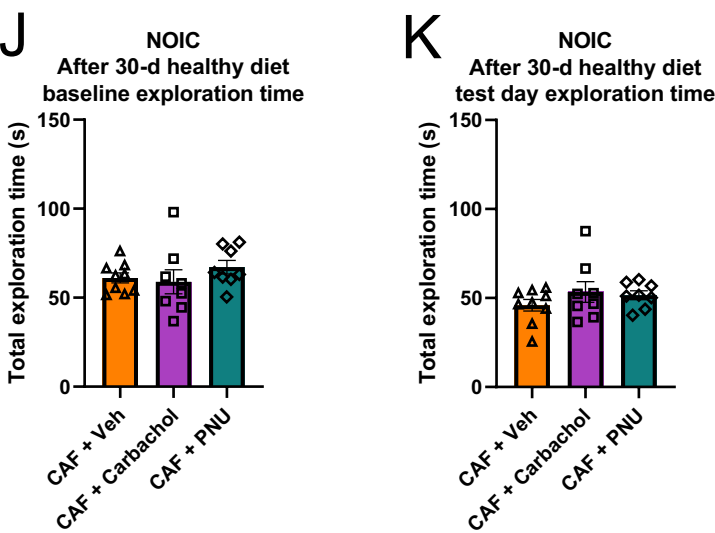 J
NOIC
After 30-d healthy diet
baseline exploration time
Total exploration time (s)
150
100
50
0
CAF + Veh
CAF + Carbachol
CAF + PNU
K
NOIC
After 30-d healthy diet
test day exploration time
Total exploration time (s)
150
100
50
0
CAF + Veh
CAF + Carbachol
CAF + PNU